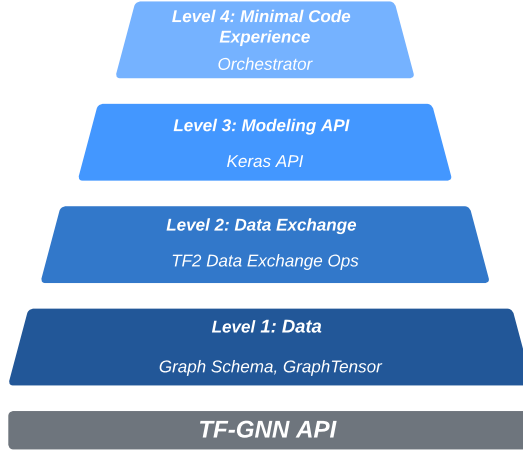 Level 4: Minimal Code
Experience
Orchestrator
Level 3: Modeling API
Keras API
Level 2: Data Exchange
TF2 Data Exchange Ops
Level 1: Data
Graph Schema, GraphTensor
TF-GNN API